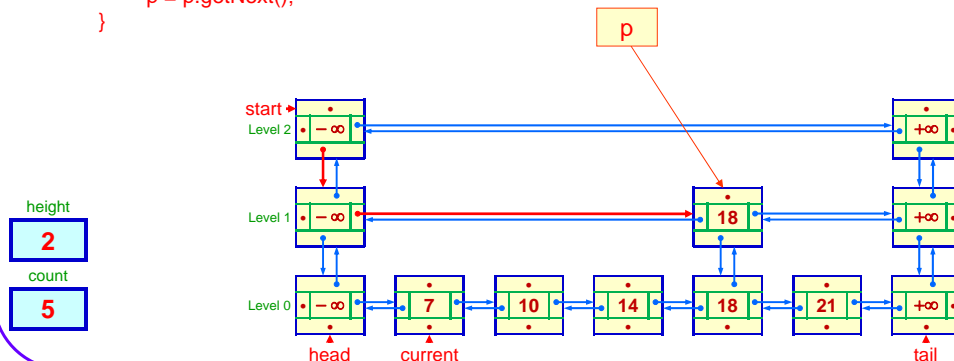 p = p.getNext();
}
p
start
Level 2
− ∞
+∞
height
2
Level 1
− ∞
18
+∞
count
5
Level 0
− ∞
7
10
14
18
21
+∞
head
current
tail